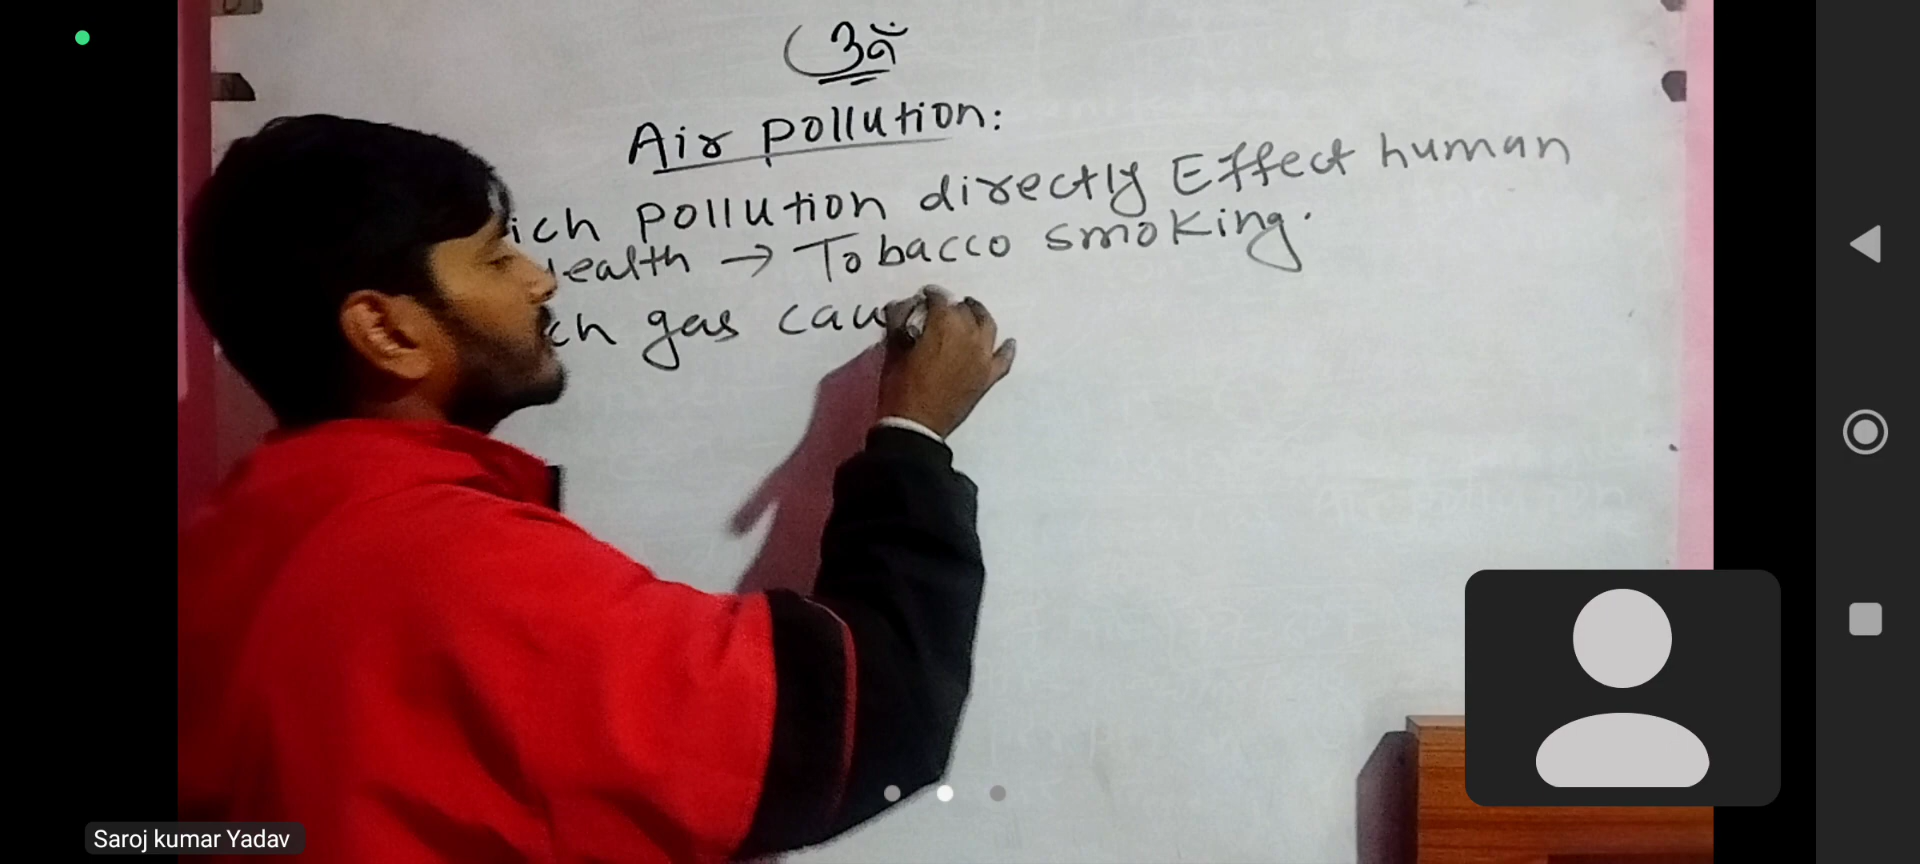 ॐ
Air pollution:
ich pollution directly Effect human
ealth → Tobacco smoking.
ch gas cau
Saroj kumar Yadav